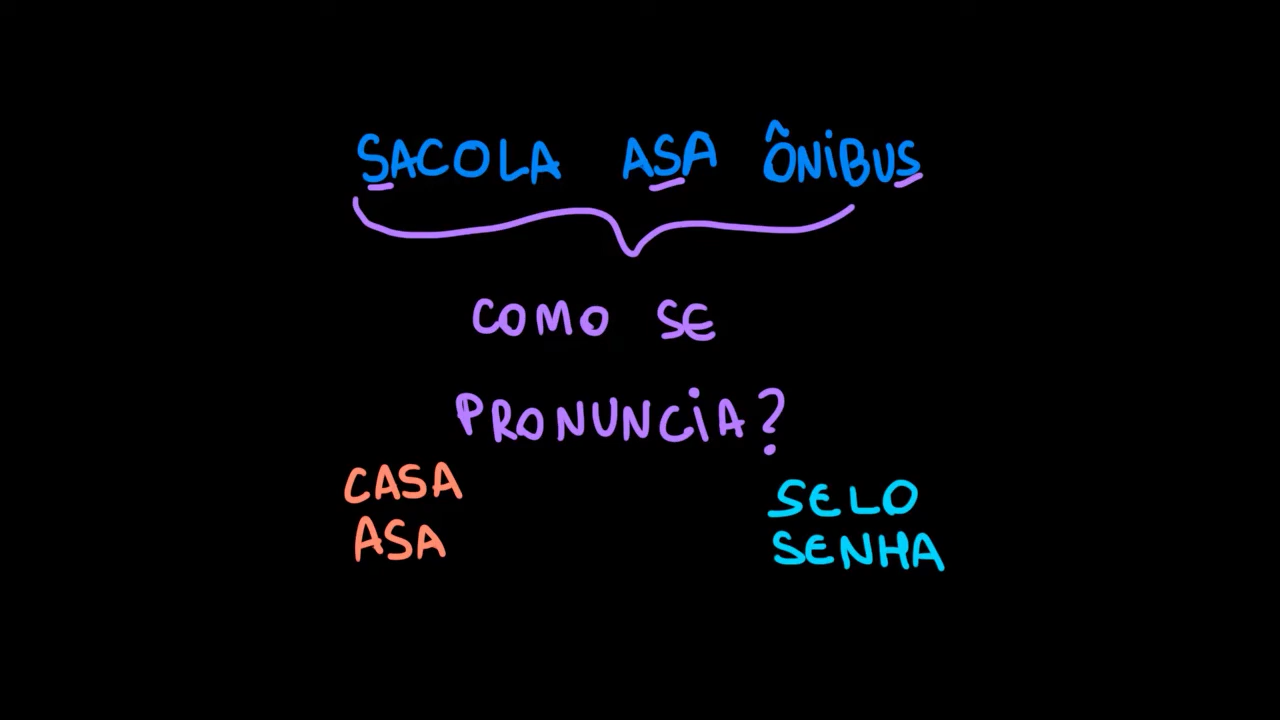 SACOLA ASA ÔNIBUS
COMO SE
PRONUNCIA?
CASA
ASA
SELO
SENHA